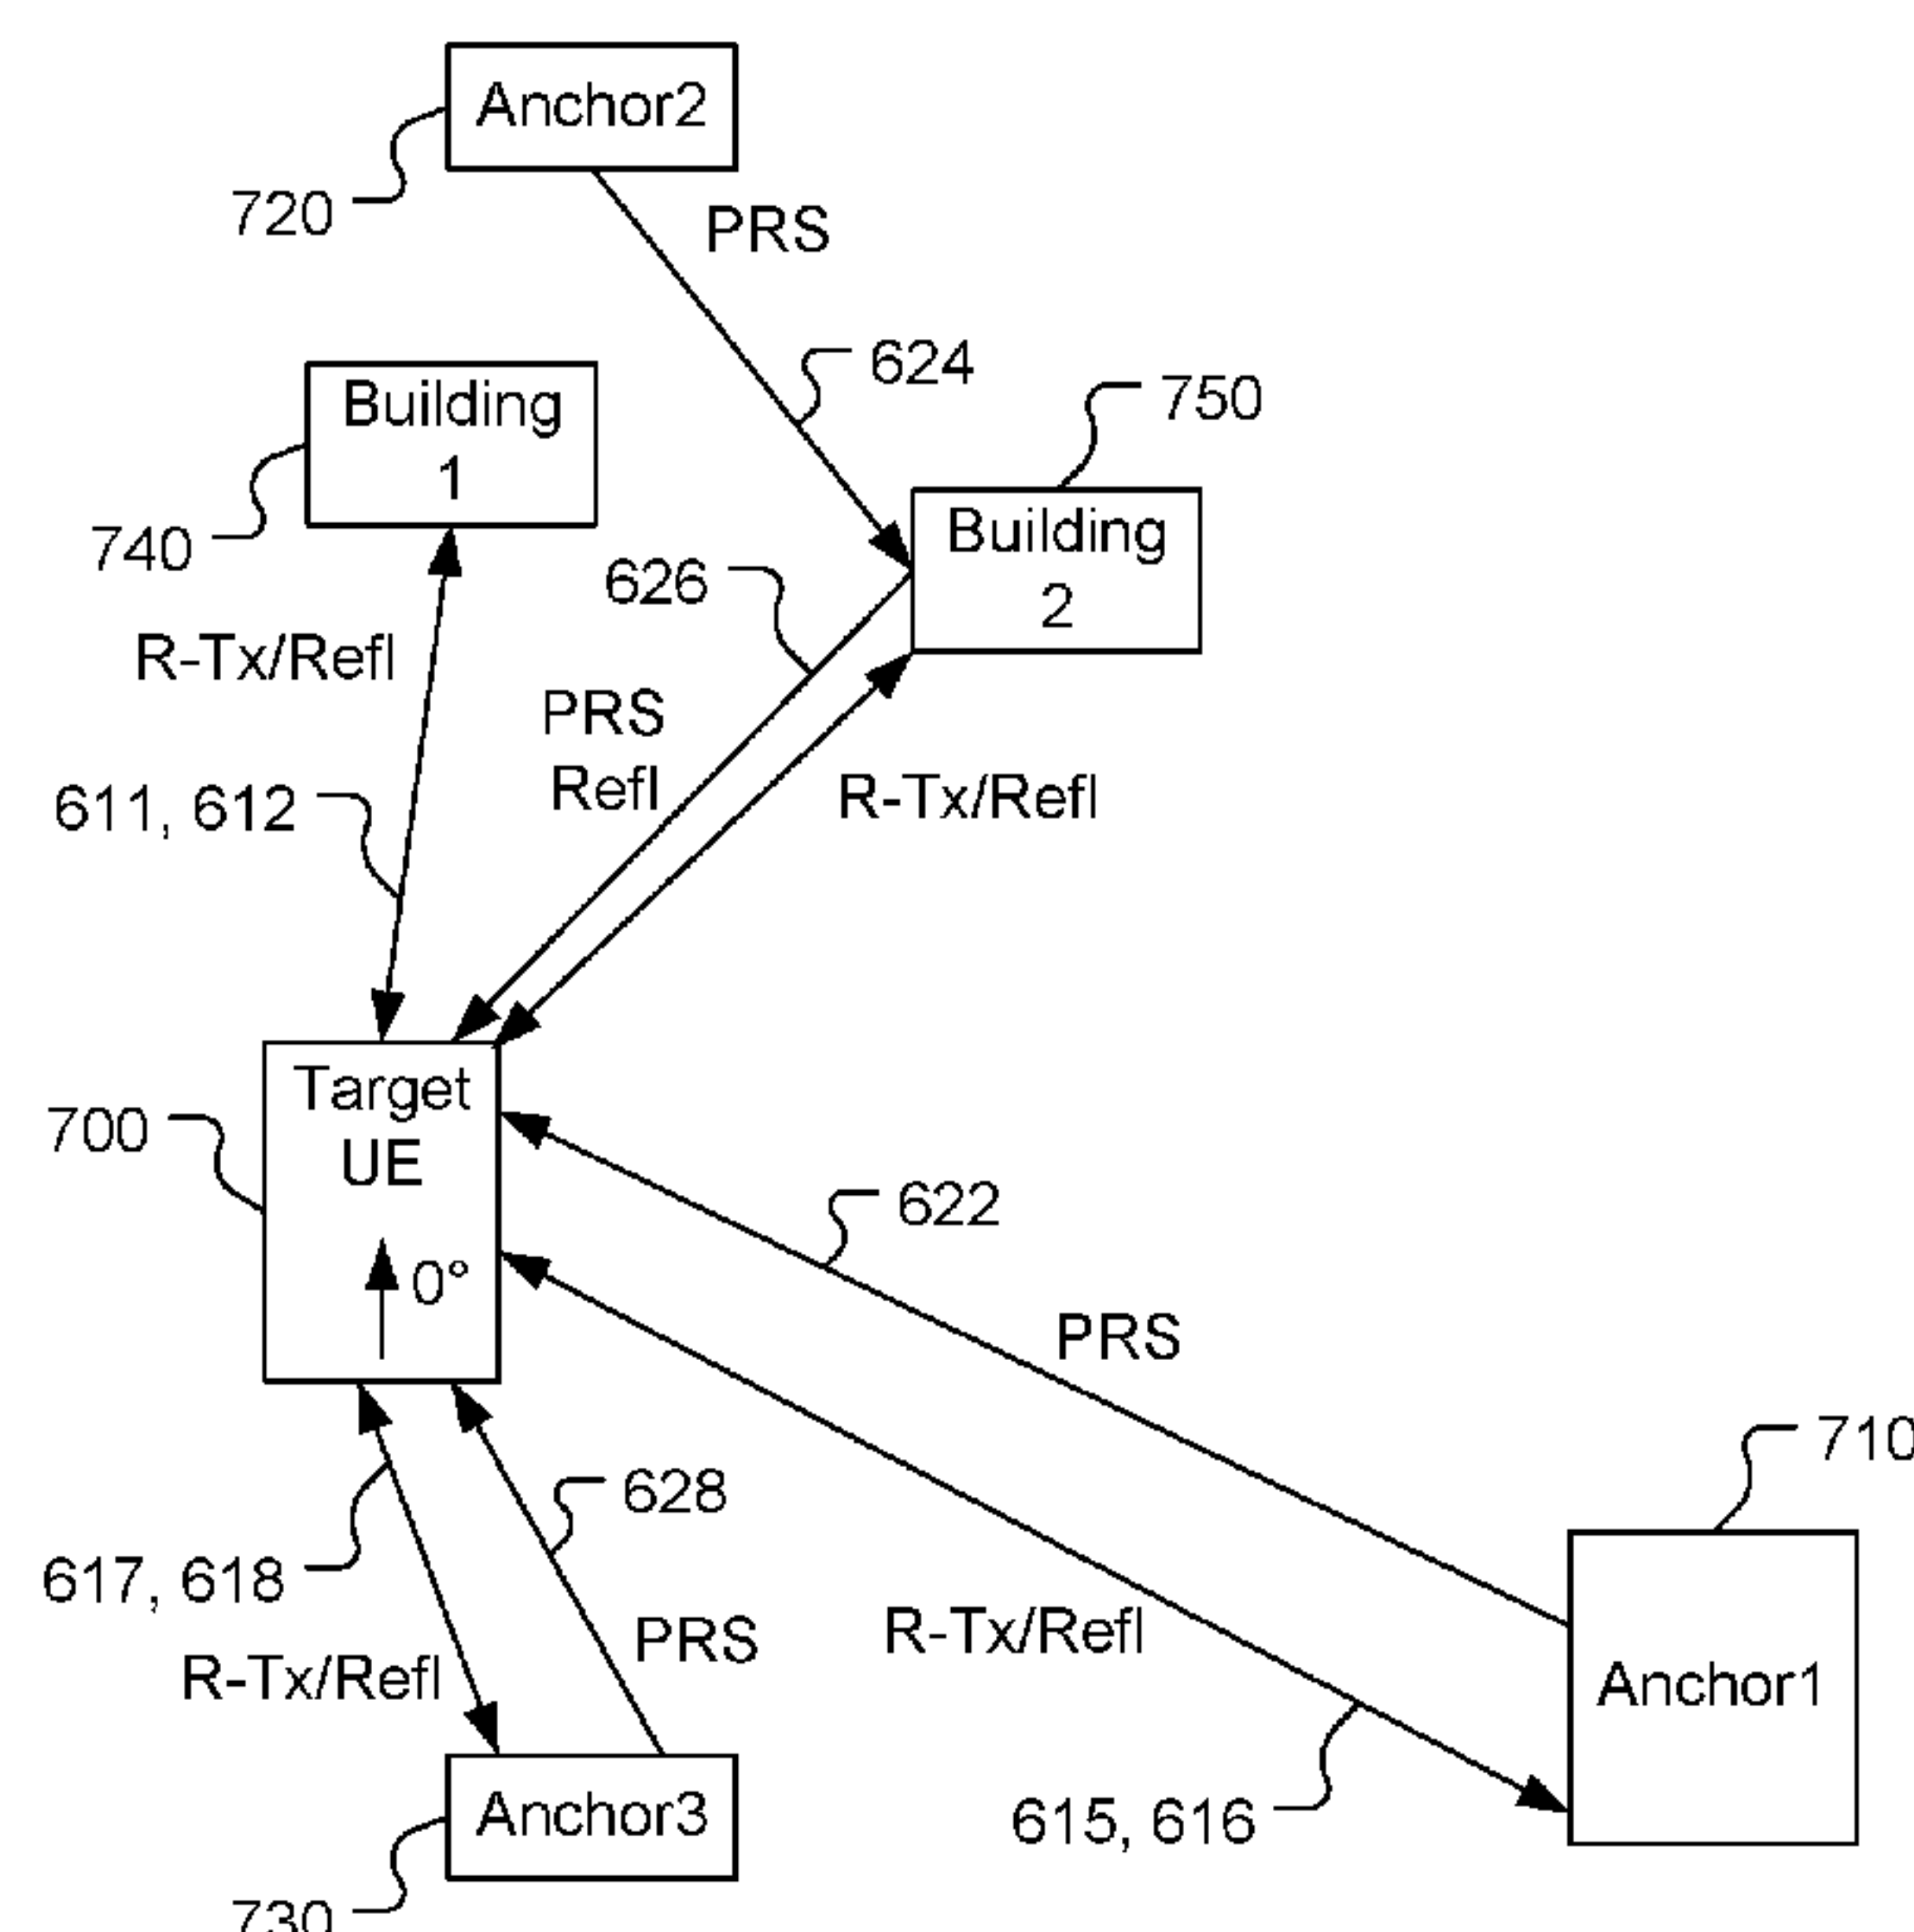 Anchor2
720
PRS
624
Building
1
750
740
Building
2
626
R-Tx/Refl
PRS
Refl
R-Tx/Refl
611, 612
Target
UE
700
0°
622
PRS
710
628
617, 618
PRS
R-Tx/Refl
R-Tx/Refl
Anchor1
Anchor3
615, 616
730